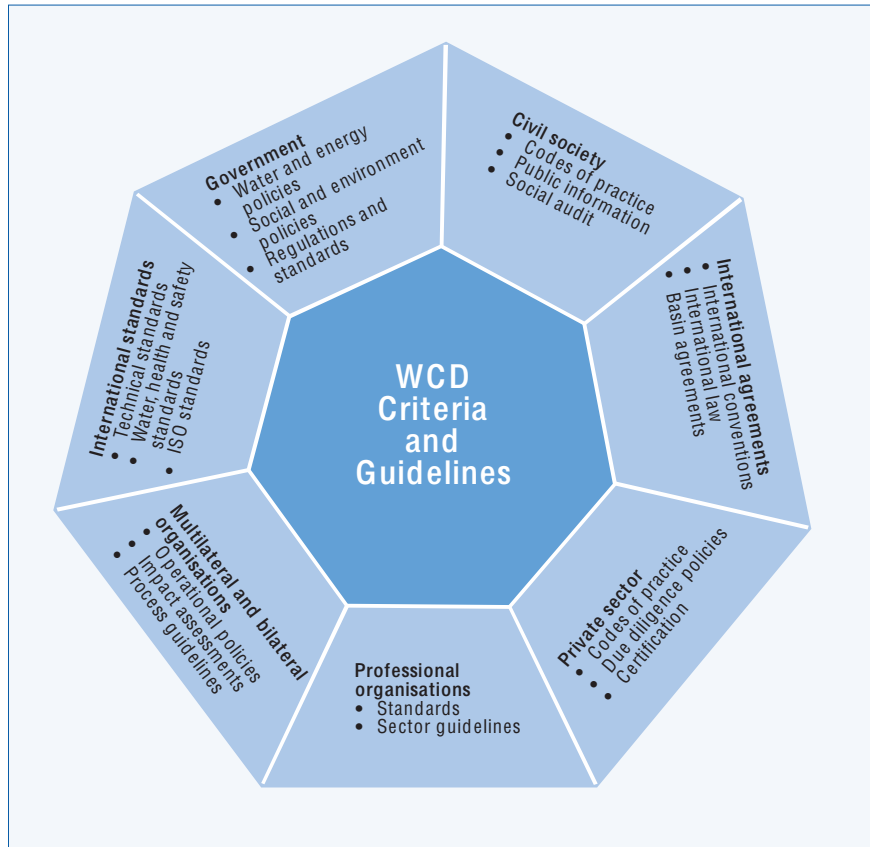 Government
• Water and energy
policies
• Social and environment
policies
• Regulations and
standards
Civil society
• Codes of practice
• Public information
• Social audit
International agreements
• International conventions
• International law
• Basin agreements
Private sector
• Codes of practice
• Due diligence policies
• Certification
Professional
organisations
• Standards
• Sector guidelines
Multilateral and bilateral
organisations
• Operational policies
• Impact assessments
• Process guidelines
International standards
• Technical standards
• Water, health and safety
standards
• ISO standards
WCD
Criteria
and
Guidelines